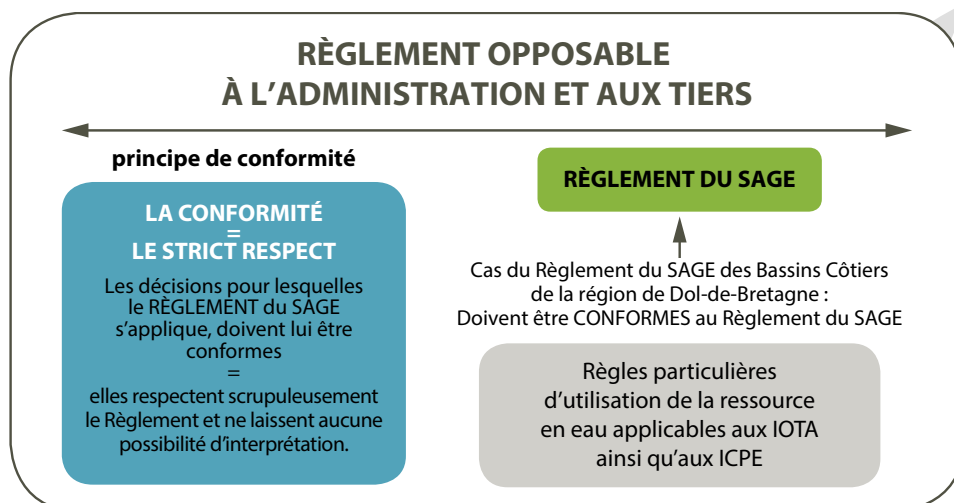 RÈGLEMENT OPPOSABLE
À L'ADMINISTRATION ET AUX TIERS
principe de conformité
LA CONFORMITÉ
=
LE STRICT RESPECT
Les décisions pour lesquelles
le RÈGLEMENT du SAGE
s'applique, doivent lui être
conformes
=
elles respectent scrupuleusement
le Règlement et ne laissent aucune
possibilité d'interprétation.
RÈGLEMENT DU SAGE
Cas du Règlement du SAGE des Bassins Côtiers
de la région de Dol-de-Bretagne :
Doivent être CONFORMES au Règlement du SAGE
Règles particulières
d'utilisation de la ressource
en eau applicables aux IOTA
ainsi qu'aux ICPE